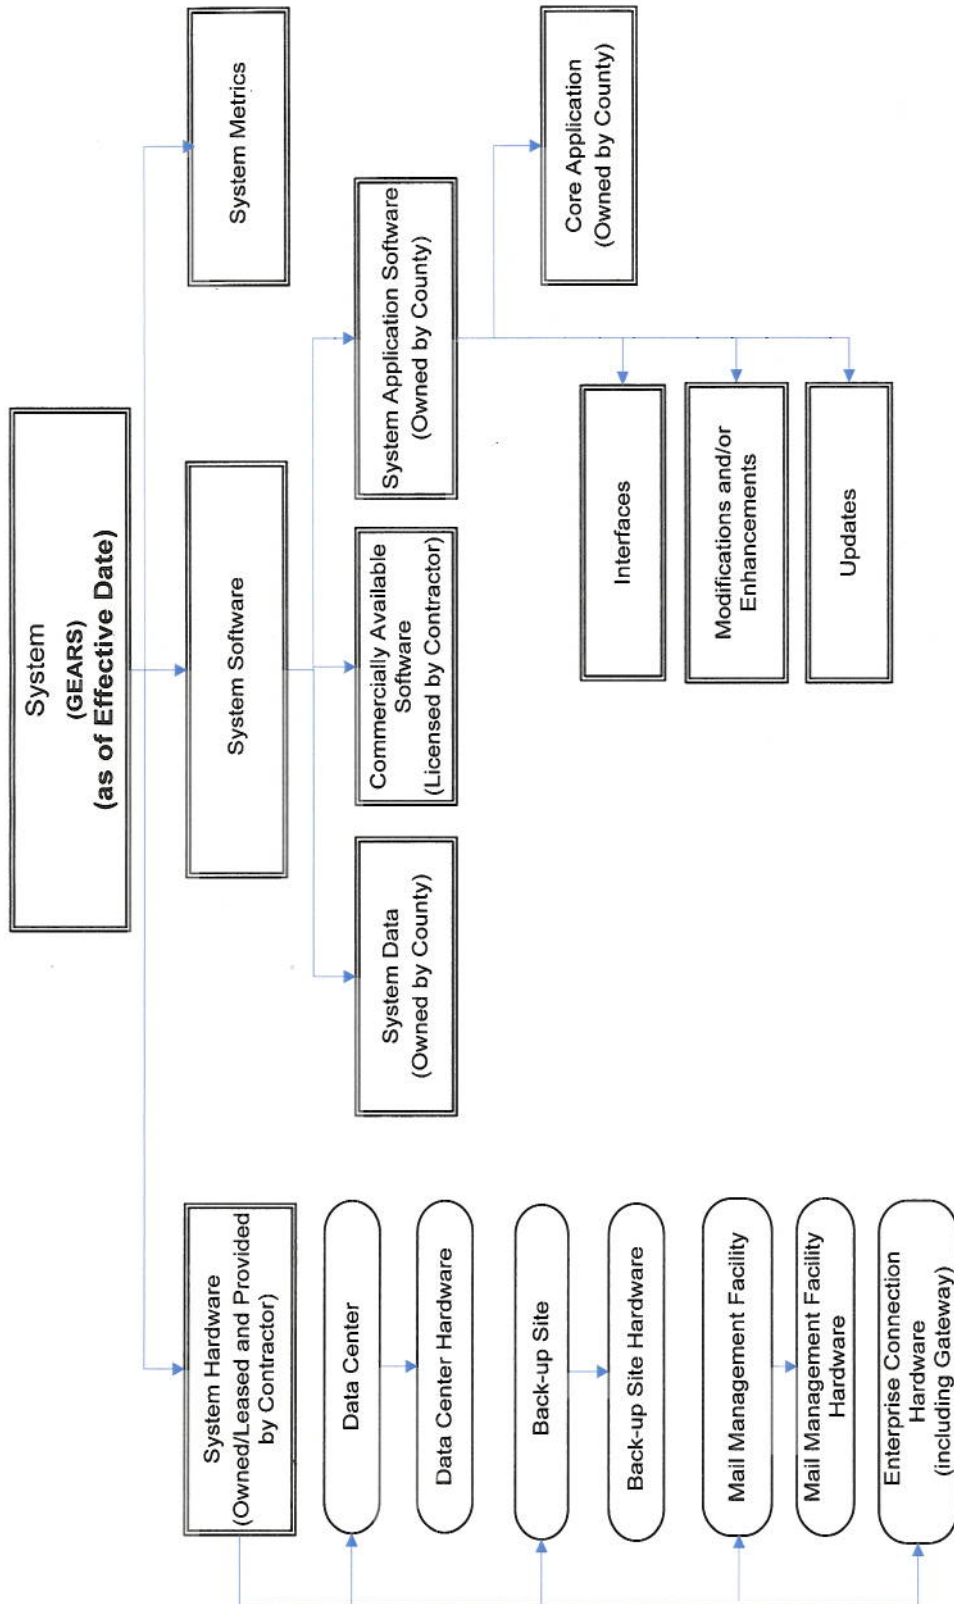 System
(GEARS)
(as of Effective Date)
System Hardware
(Owned/Leased and Provided
by Contractor)
System Software
System Metrics
Data Center
Data Center Hardware
Back-up Site
Back-up Site Hardware
Mail Management Facility
Mail Management Facility
Hardware
Enterprise Connection
Hardware
(including Gateway)
System Data
(Owned by County)
Commercially Available
Software
(Licensed by Contractor)
System Application Software
(Owned by County)
Interfaces
Modifications and/or
Enhancements
Updates
Core Application
(Owned by County)